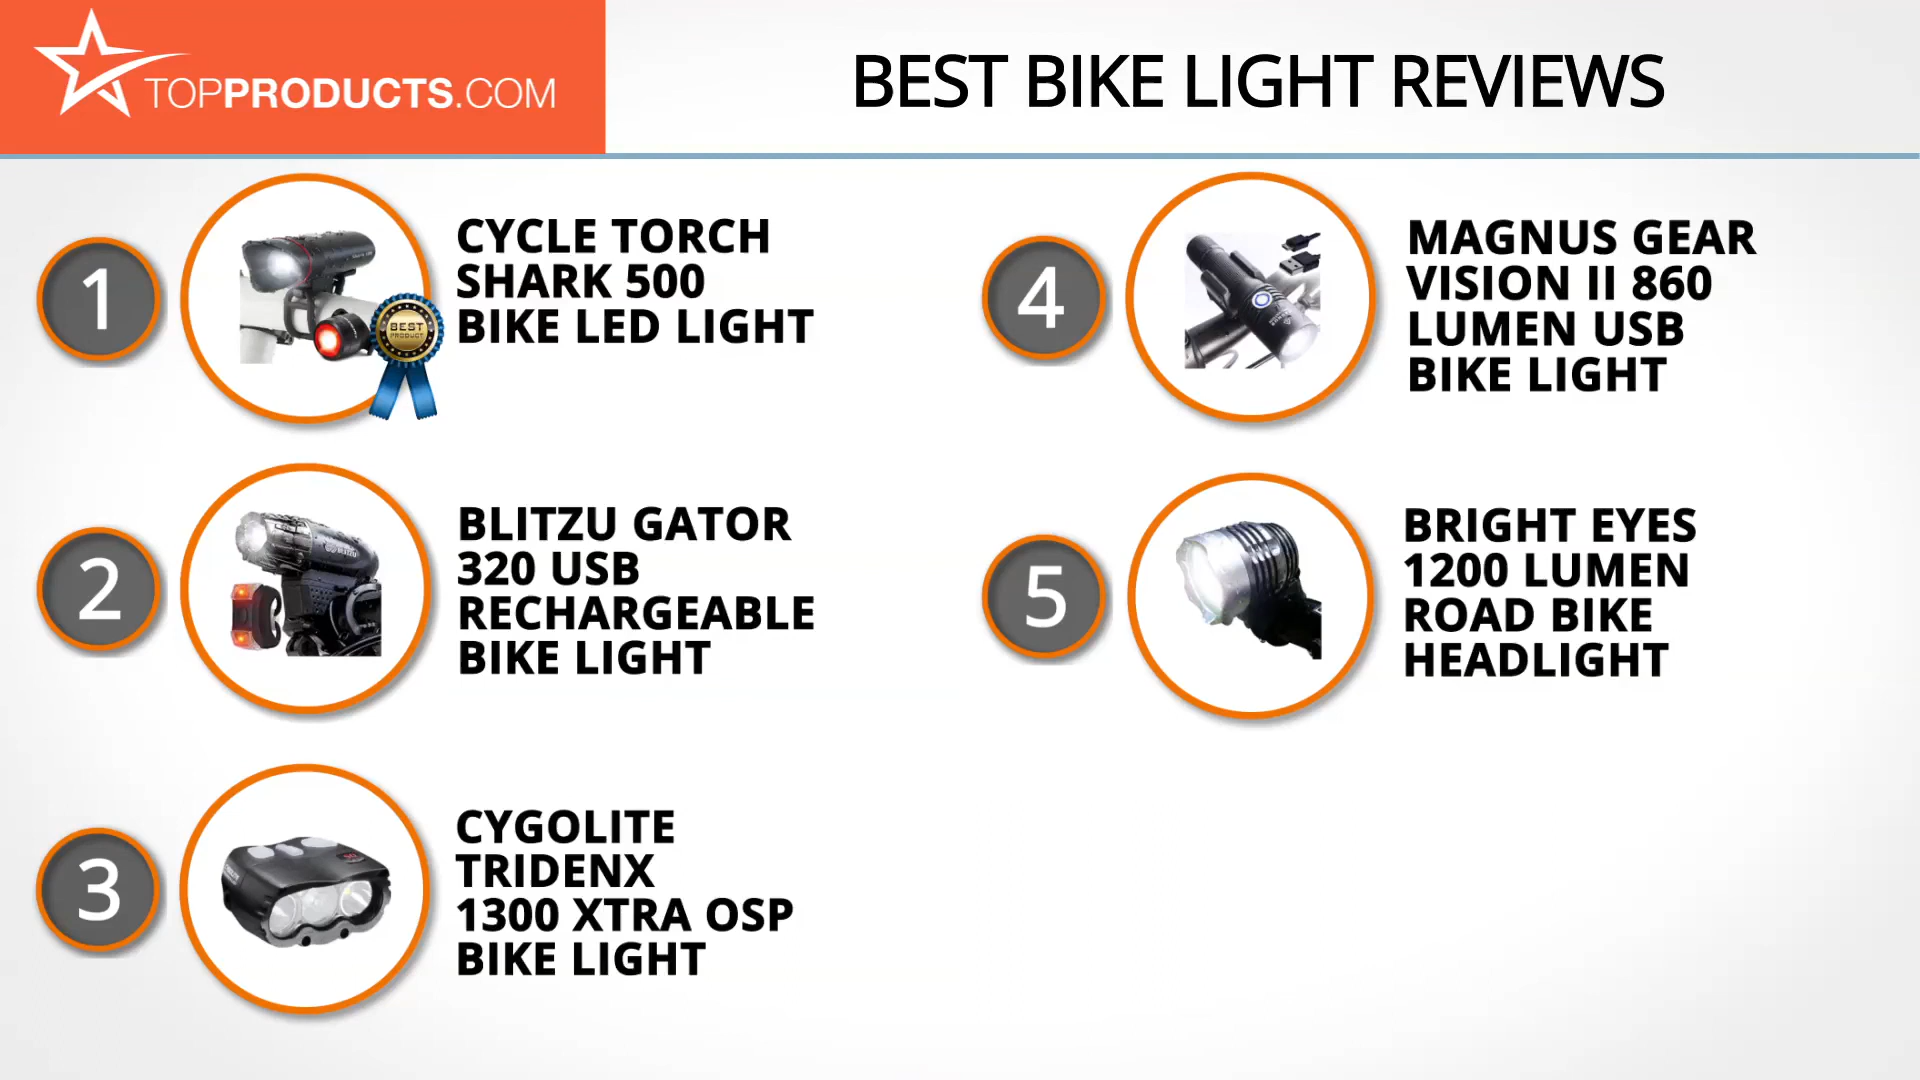 TOPPRODUCTS.COM
BEST BIKE LIGHT REVIEWS
1
BEST
PRODUCT
CYCLE TORCH
SHARK 500
BIKE LED LIGHT
2
BLITZU GATOR
320 USB
RECHARGEABLE
BIKE LIGHT
3
CYGOLITE
TRIDENX
1300 XTRA OSP
BIKE LIGHT
4
MAGNUS GEAR
VISION II 860
LUMEN USB
BIKE LIGHT
5
BRIGHT EYES
1200 LUMEN
ROAD BIKE
HEADLIGHT